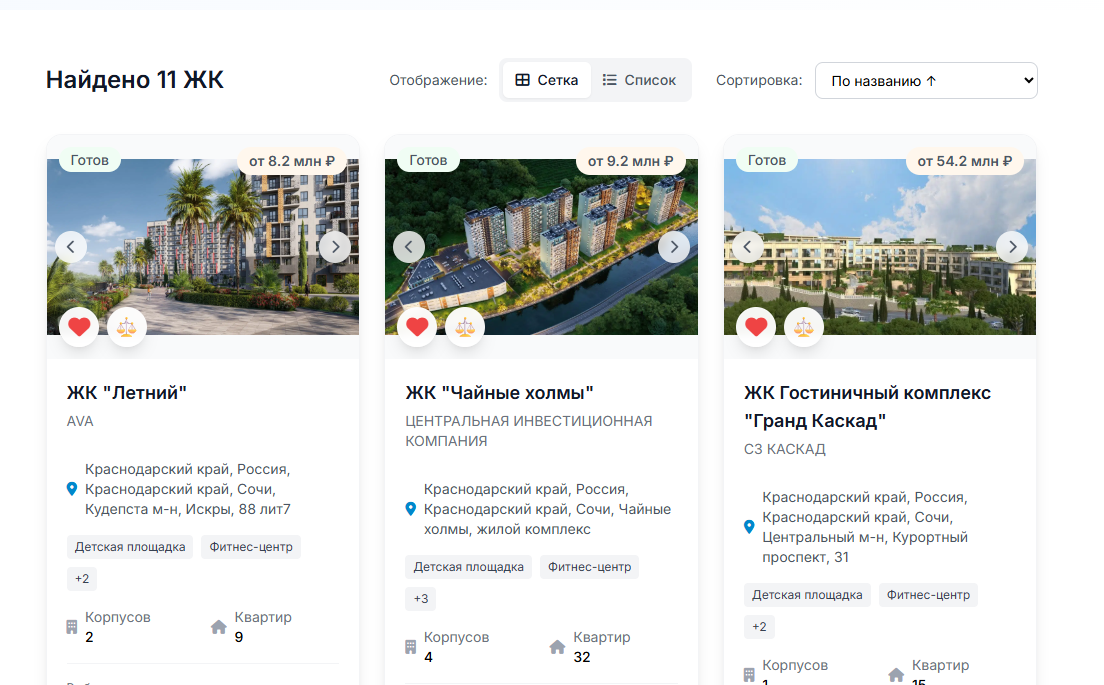 Найдено 11 ЖК
Отображение:
Сетка
Список
Сортировка:
По названию ↑
Готов
от 8.2 млн ₽
ЖК "Летний"
AVA
Краснодарский край, Россия,
Краснодарский край, Сочи,
Кудепста м-н, Искры, 88 лит7
Детская площадка
Фитнес-центр
+2
Корпусов
2
Квартир
9
Готов
от 9.2 млн ₽
ЖК "Чайные холмы"
ЦЕНТРАЛЬНАЯ ИНВЕСТИЦИОННАЯ
КОМПАНИЯ
Краснодарский край, Россия,
Краснодарский край, Сочи, Чайные
холмы, жилой комплекс
Детская площадка
Фитнес-центр
+3
Корпусов
4
Квартир
32
Готов
от 54.2 млн ₽
ЖК Гостиничный комплекс
"Гранд Каскад"
СЗ КАСКАД
Краснодарский край, Россия,
Краснодарский край, Сочи,
Центральный м-н, Курортный
проспект, 31
Детская площадка
Фитнес-центр
+2
Корпусов
1
Квартир
15